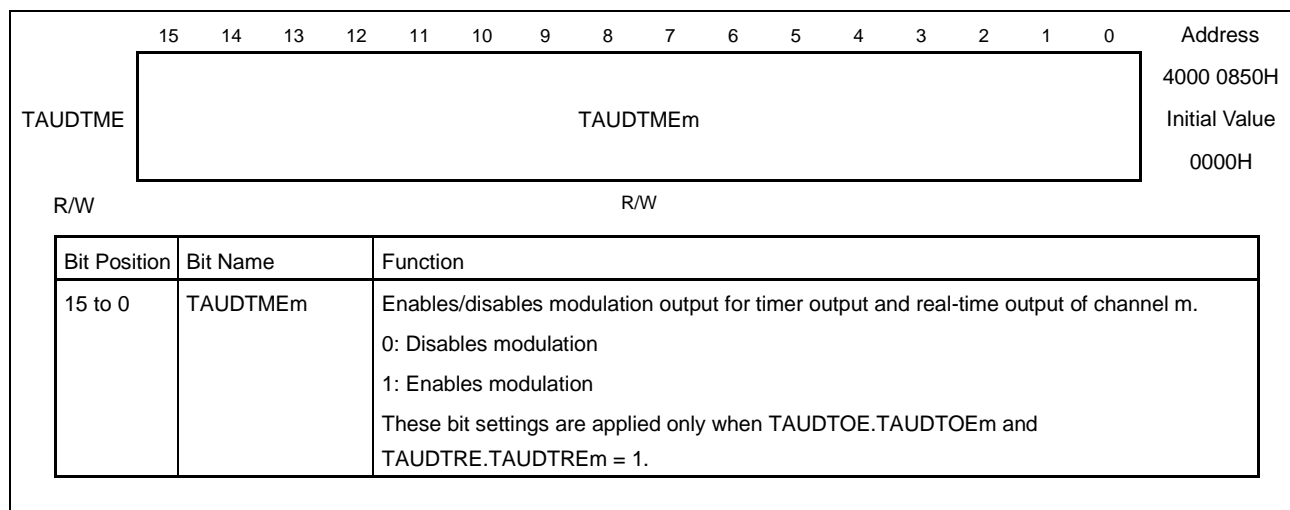 15 14 13 12 11 10 9 8 7 6 5 4 3 2 1 0 Address
4000 0850H
TAUDTME TAUDTMEm Initial Value
0000H
R/W R/W
Bit Position Bit Name Function
15 to 0 TAUDTMEm Enables/disables modulation output for timer output and real-time output of channel m.
0: Disables modulation
1: Enables modulation
These bit settings are applied only when TAUDTOE.TAUDTOEm and
TAUDTRE.TAUDTREm = 1.